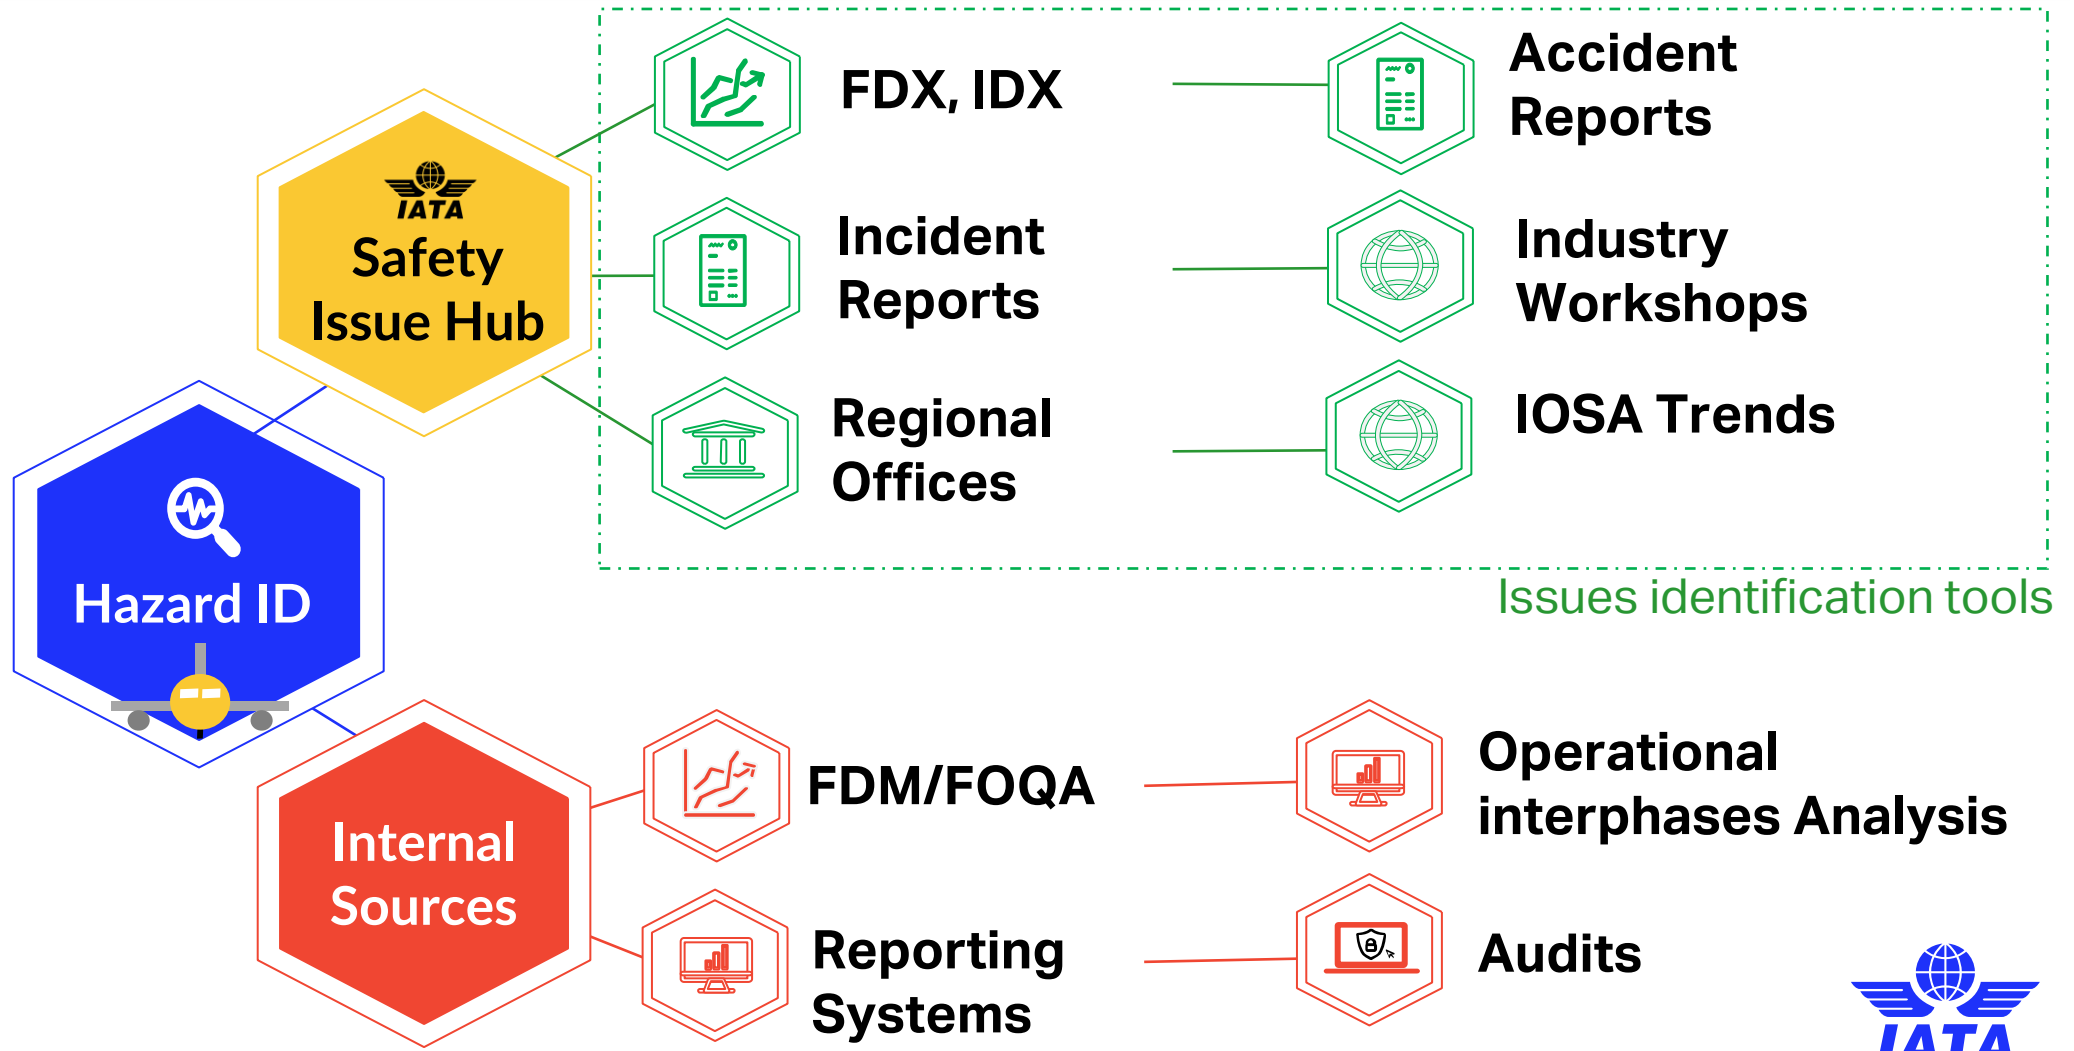 IATA
Safety
Issue Hub
FDX, IDX
Accident
Reports
Incident
Reports
Industry
Workshops
Regional
Offices
IOSA Trends
Issues identification tools
Hazard ID
Internal
Sources
FDM/FOQA
Operational
interphases Analysis
Reporting
Systems
Audits
IATA